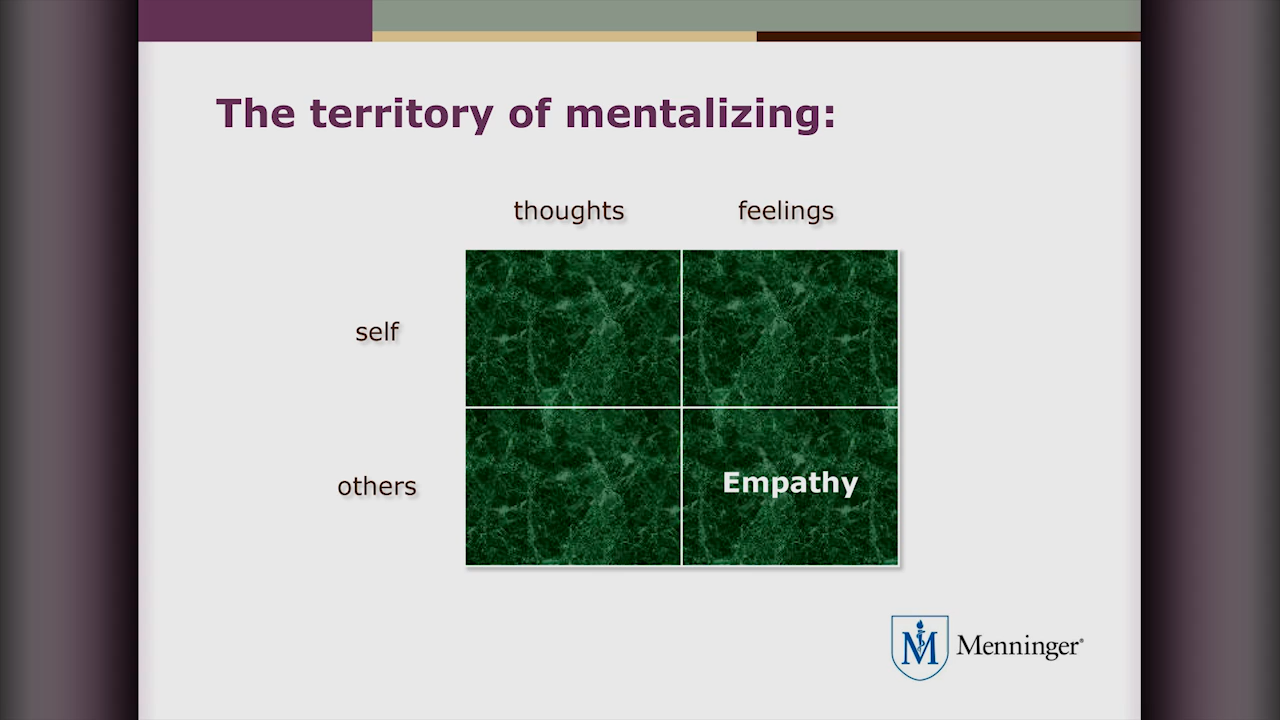 The territory of mentalizing:
thoughts feelings
self
others Empathy
M Menninger®